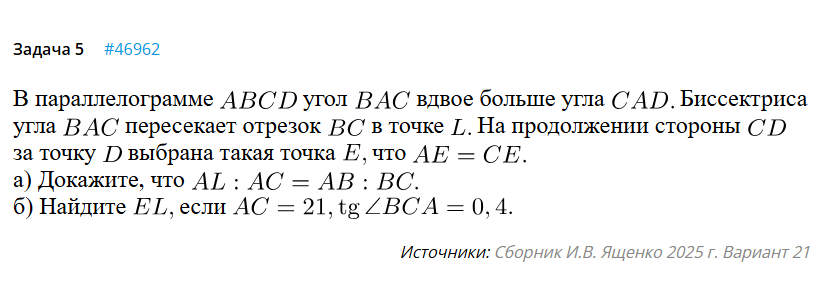 Задача 5 #46962
В параллелограмме ABCD угол BAC вдвое больше угла CAD. Биссектриса
угла BAC пересекает отрезок BC в точке L. На продолжении стороны CD
за точку D выбрана такая точка E, что AE = CE.
а) Докажите, что AL : AC = AB : BC.
б) Найдите EL, если AC = 21, tg ∠BCA = 0, 4.
Источники: Сборник И.В. Ященко 2025 г. Вариант 21